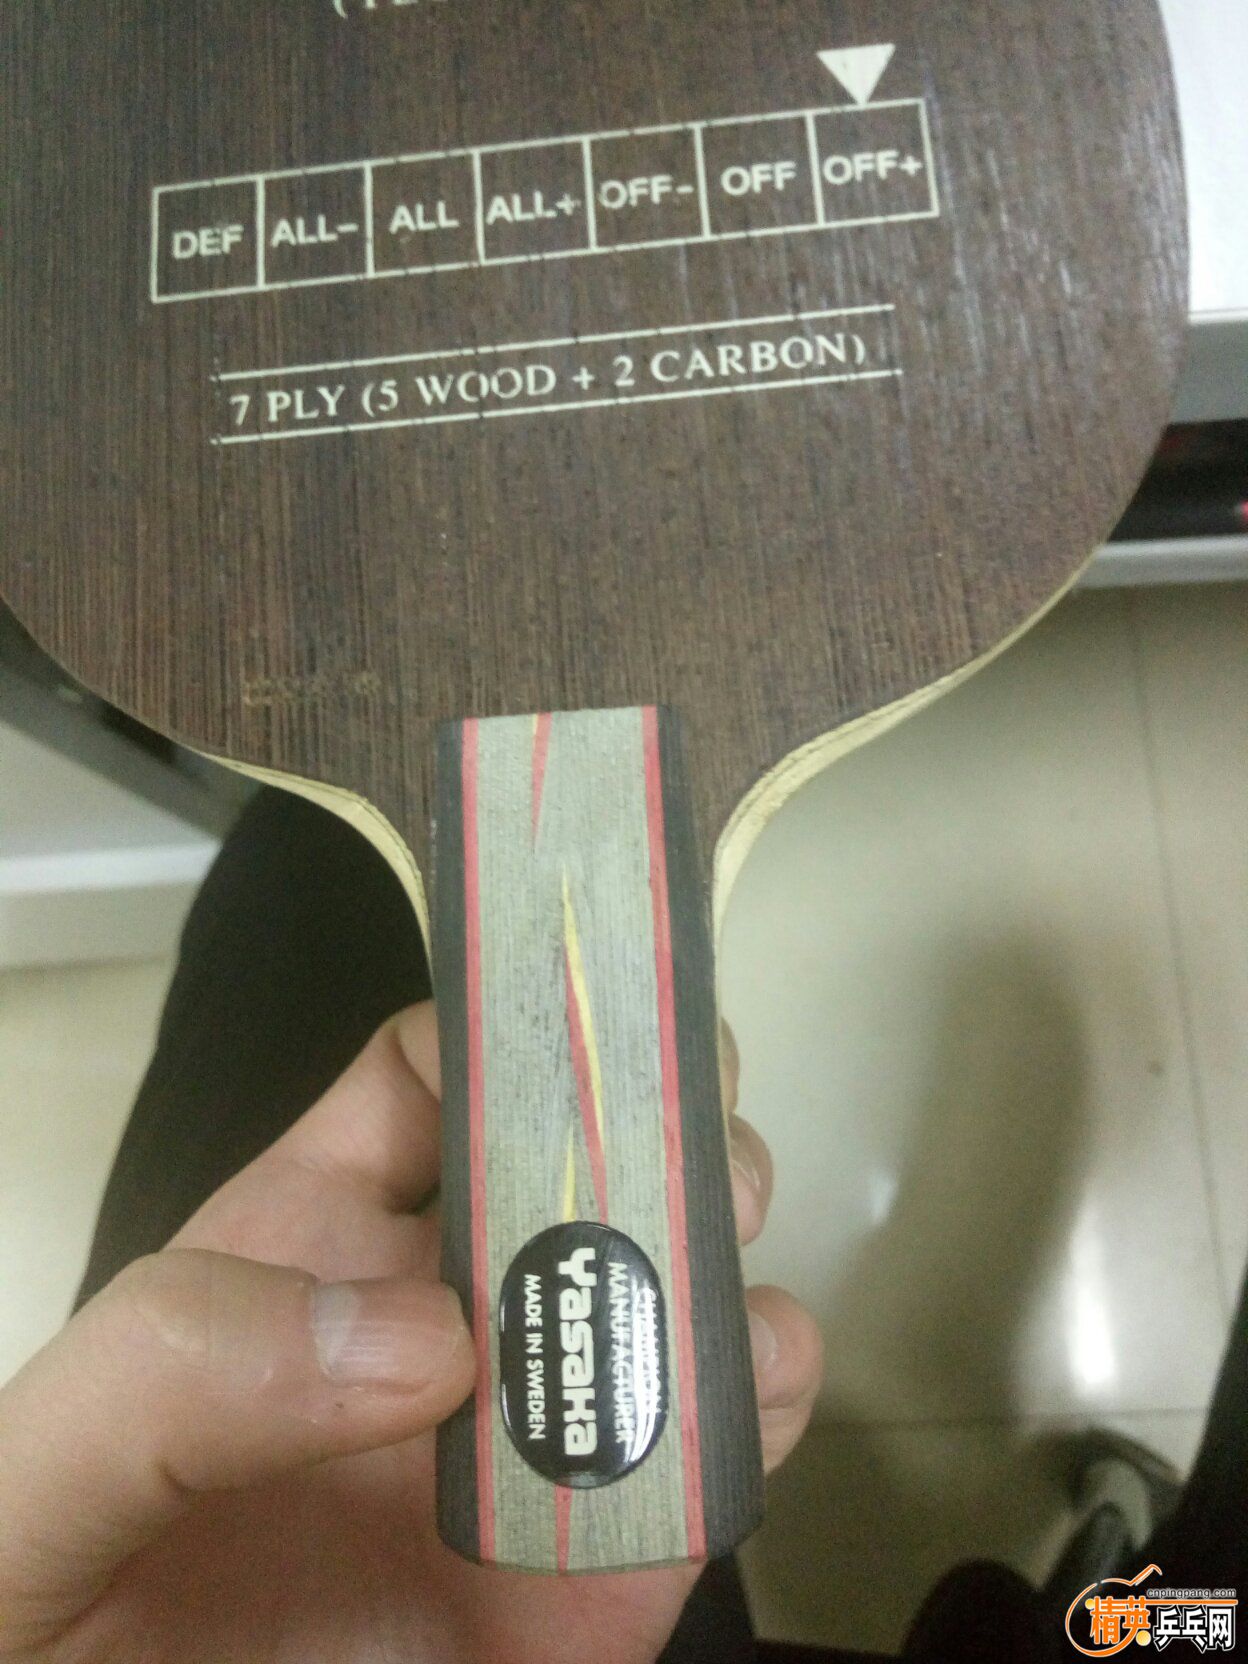 DEF ALL- ALL ALL+ OFF- OFF OFF+
7 PLY (5 WOOD + 2 CARBON)
MANUFACTURER
Yasaka
MADE IN SWEDEN
cnpingpang.com
精英乒乓网